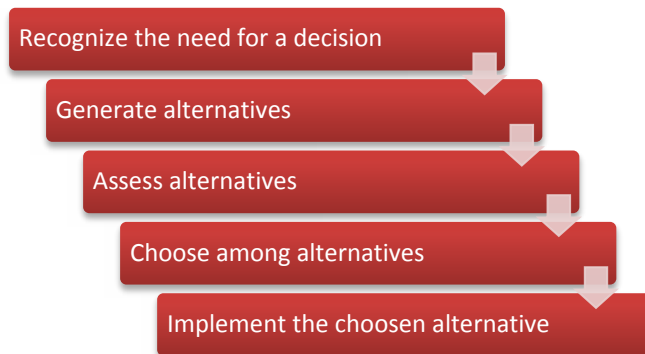 Recognize the need for a decision
Generate alternatives
Assess alternatives
Choose among alternatives
Implement the choosen alternative